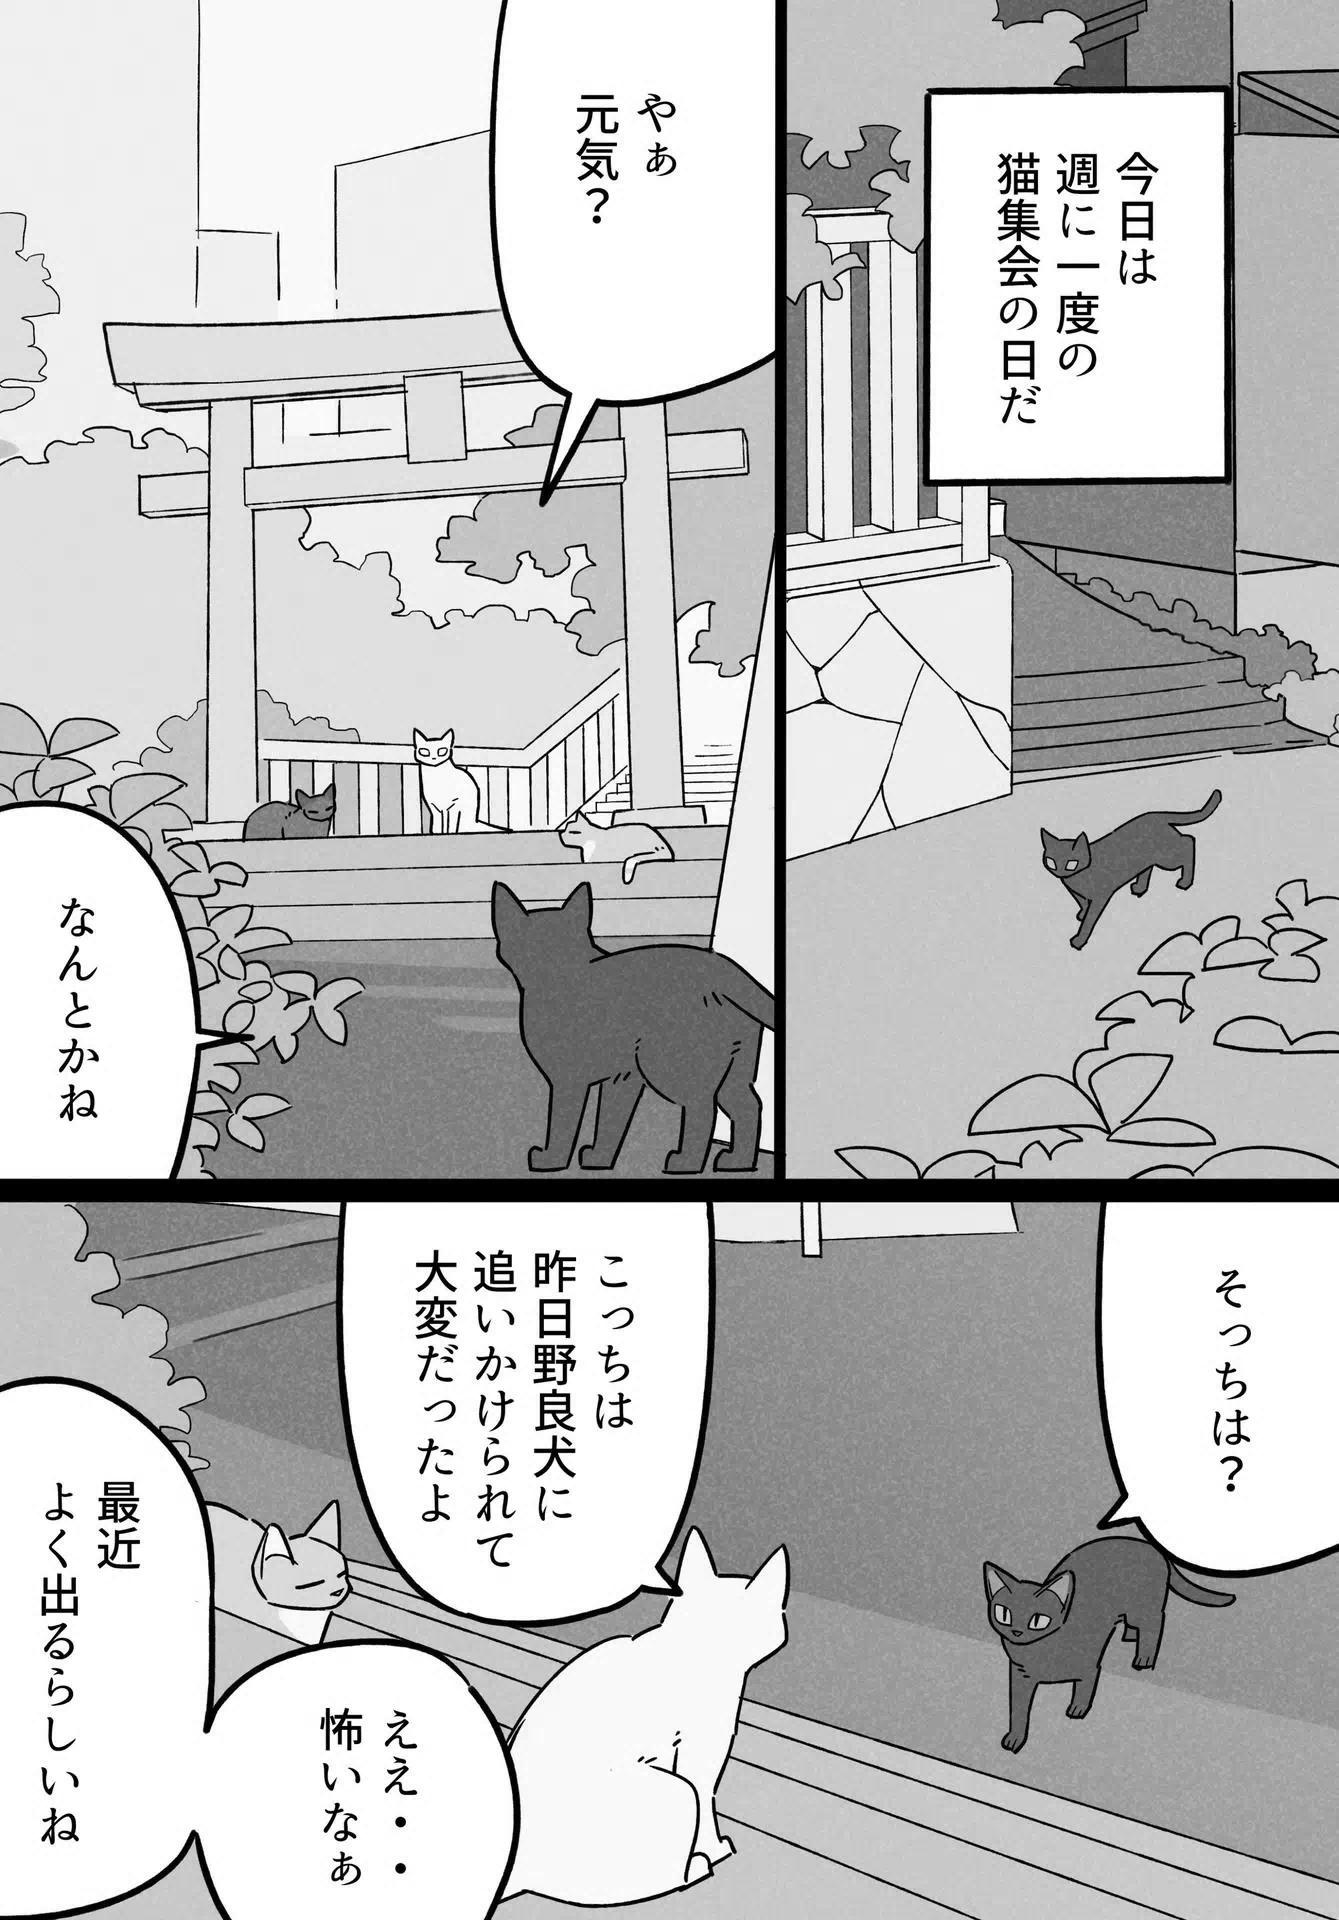 今日は
週に一度の
猫集会の日だ
やぁ
元気？
なんとかね
そっちは？
こっちは
昨日野良犬に
追いかけられて
大変だったよ
ええ・・
怖いなぁ
最近
よく出るらしいね